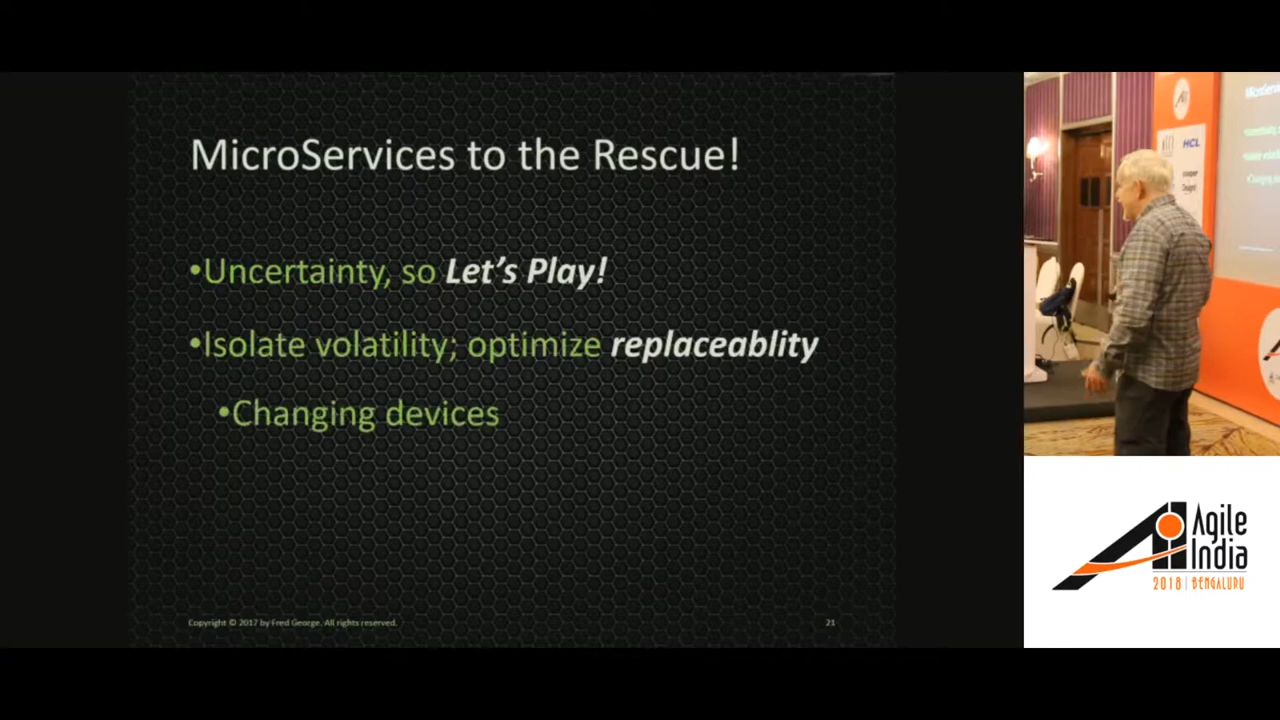 MicroServices to the Rescue!
•Uncertainty, so Let's Play!
•Isolate volatility; optimize replaceablity
•Changing devices
Copyright © 2017 by Fred George. All rights reserved.
21
HCL
Agile
India
2018 | BENGALURU